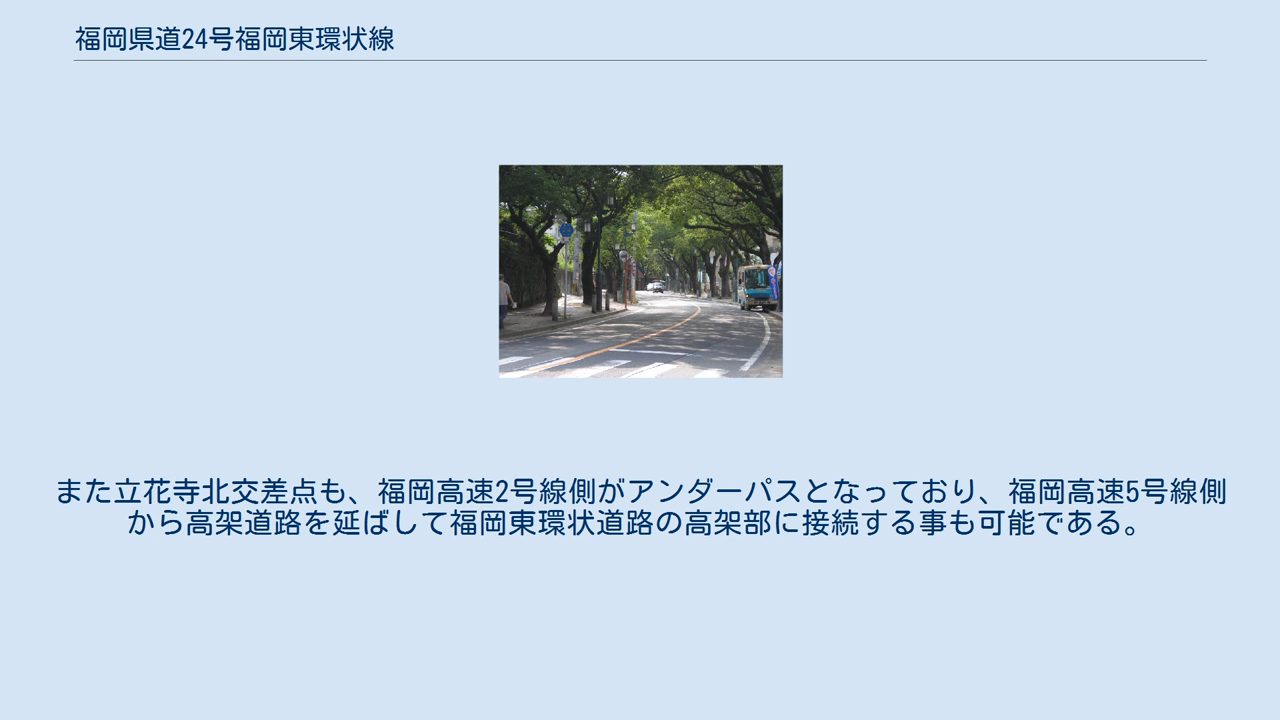 福岡県道24号福岡東環状線
また立花寺北交差点も、福岡高速2号線側がアンダーパスとなっており、福岡高速5号線側
から高架道路を延ばして福岡東環状道路の高架部に接続する事も可能である。